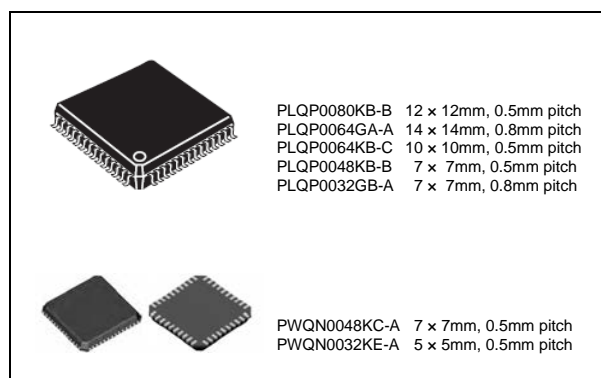 PLQP0080KB-B 12 × 12mm, 0.5mm pitch
PLQP0064GA-A 14 × 14mm, 0.8mm pitch
PLQP0064KB-C 10 × 10mm, 0.5mm pitch
PLQP0048KB-B 7 × 7mm, 0.5mm pitch
PLQP0032GB-A 7 × 7mm, 0.8mm pitch
PWQN0048KC-A 7 × 7mm, 0.5mm pitch
PWQN0032KE-A 5 × 5mm, 0.5mm pitch